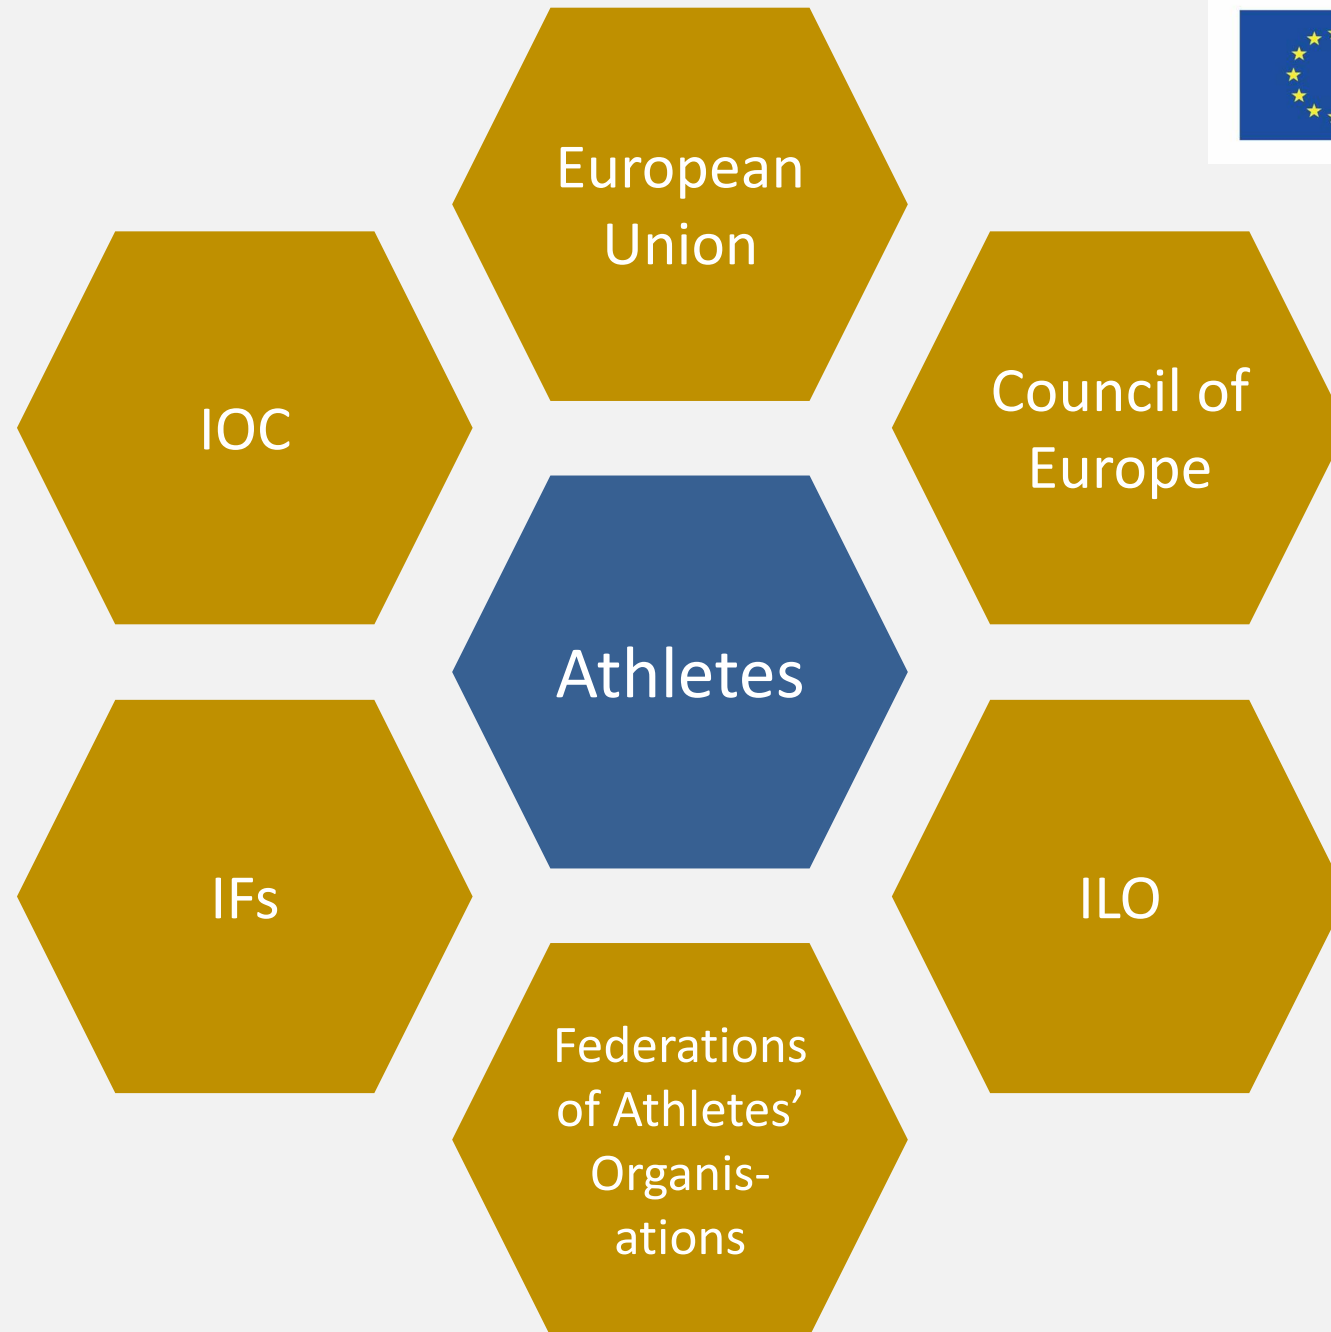 European
Union
IOC
Council of
Europe
Athletes
IFs
ILO
Federations
of Athletes’
Organis-
ations